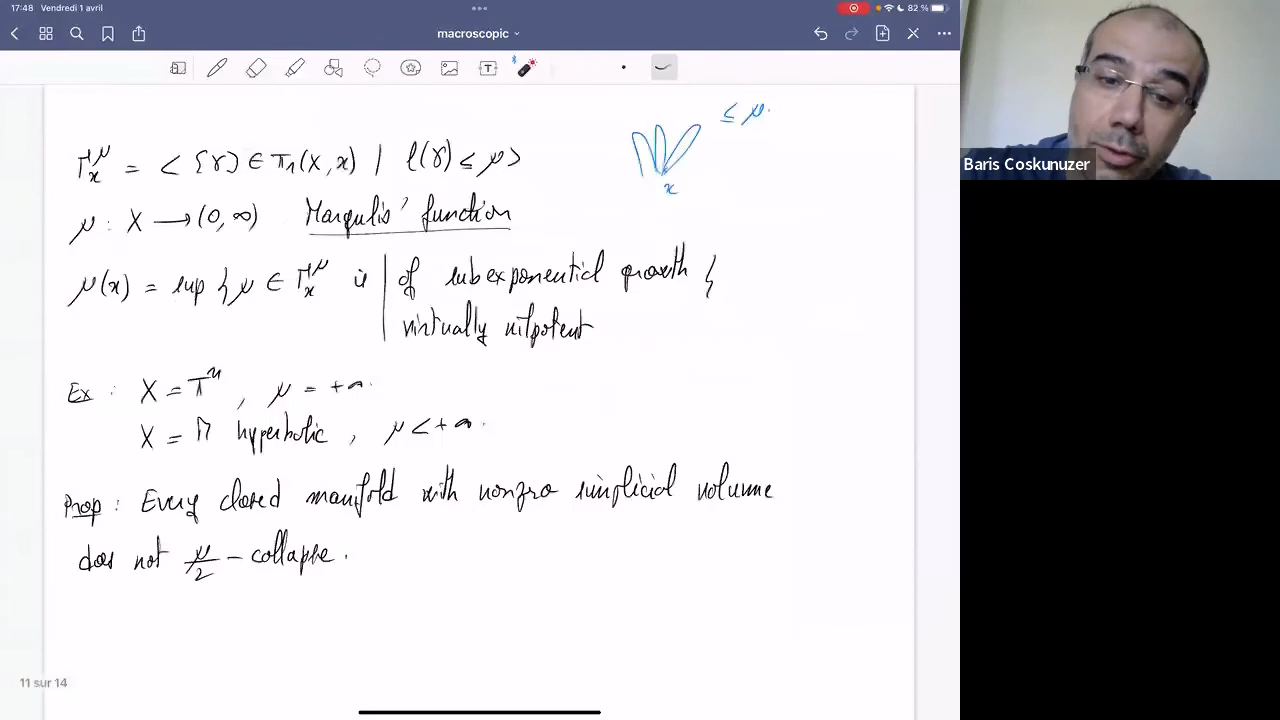 17:48 Vendredi 1 avril
82 %
macroscopic
≤ μ.
x
Γ_x^μ = < [γ] ∈ π₁(X, x) | l(γ) ≤ μ >
μ : X → (0, ∞) Margulis' function
μ(x) = sup { μ ∈ Γ_x^μ is | of subexponential growth }
virtually nilpotent
Ex : X = T^n , μ = +∞.
X = M hyperbolic , μ < +∞.
Prop : Every closed manifold with nonzero simplicial volume
does not μ/2 - collapse.
11 sur 14
Baris Coskunuzer